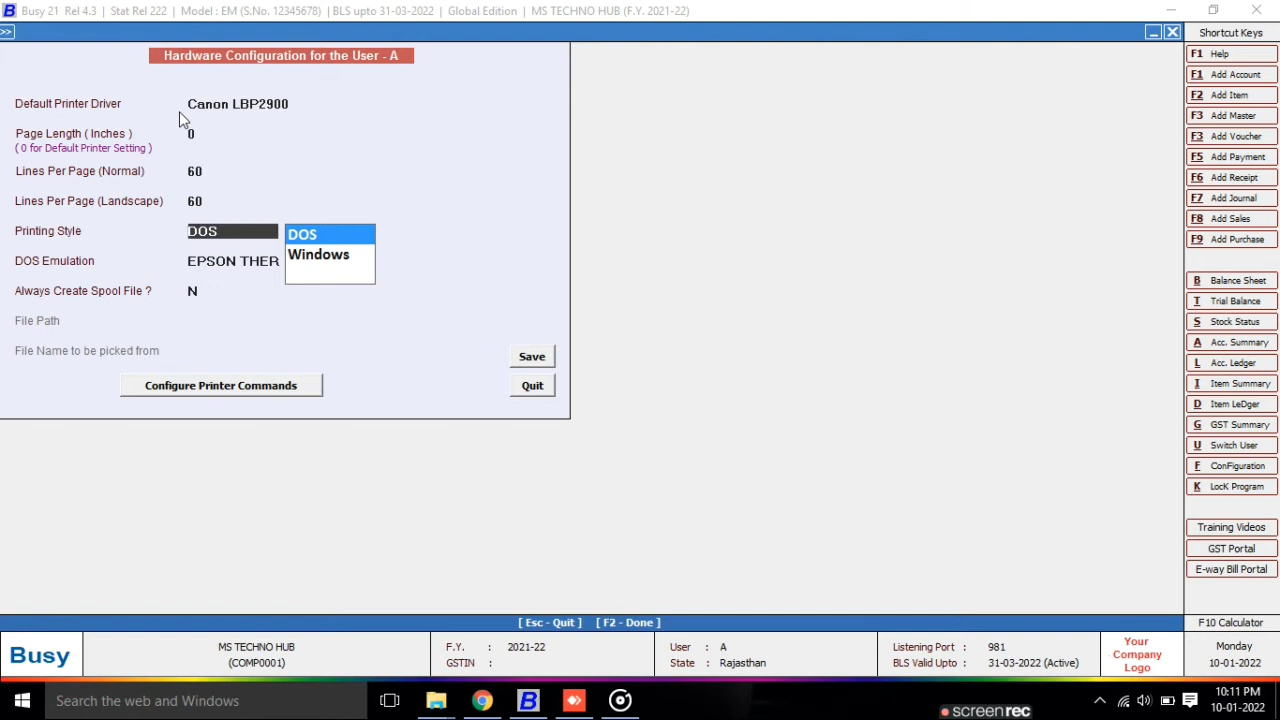 Busy 21 Rel 4.3 | Stat Rel 222 | Model : EM (S.No. 12345678) | BLS upto 31-03-2022 | Global Edition | MS TECHNO HUB (F.Y. 2021-22)
>>
Hardware Configuration for the User - A
Default Printer Driver Canon LBP2900
Page Length ( Inches ) 0
( 0 for Default Printer Setting )
Lines Per Page (Normal) 60
Lines Per Page (Landscape) 60
Printing Style DOS DOS
Windows
DOS Emulation EPSON THER
Always Create Spool File ? N
File Path
File Name to be picked from
Save
Configure Printer Commands Quit
Shortcut Keys
F1 Help
F1 Add Account
F2 Add Item
F3 Add Master
F3 Add Voucher
F5 Add Payment
F6 Add Receipt
F7 Add Journal
F8 Add Sales
F9 Add Purchase
B Balance Sheet
T Trial Balance
S Stock Status
A Acc. Summary
L Acc. Ledger
I Item Summary
D Item LeDger
G GST Summary
U Switch User
F ConFiguration
K LocK Program
Training Videos
GST Portal
E-way Bill Portal
[ Esc - Quit ] [ F2 - Done ] F10 Calculator
Busy MS TECHNO HUB
(COMP0001)
F.Y. : 2021-22
GSTIN :
User : A
State : Rajasthan
Listening Port : 981
BLS Valid Upto : 31-03-2022 (Active)
Your
Company
Logo
Monday
10-01-2022
Search the web and Windows
screenrec
10:11 PM
10-01-2022